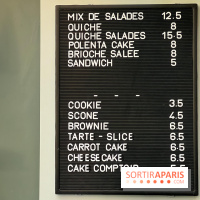 MIX DE SALADES 12.5
QUICHE 8
QUICHE SALADES 15.5
POLENTA CAKE 8
BRIOCHE SALEE 8
SANDWICH 5
- - -
COOKIE 3.5
SCONE 4.5
BROWNIE 6.5
TARTE - SLICE 6.5
CARROT CAKE 6.5
CHEESECAKE 6.5
CAKE COMPTOIR
SORTIRAPARIS